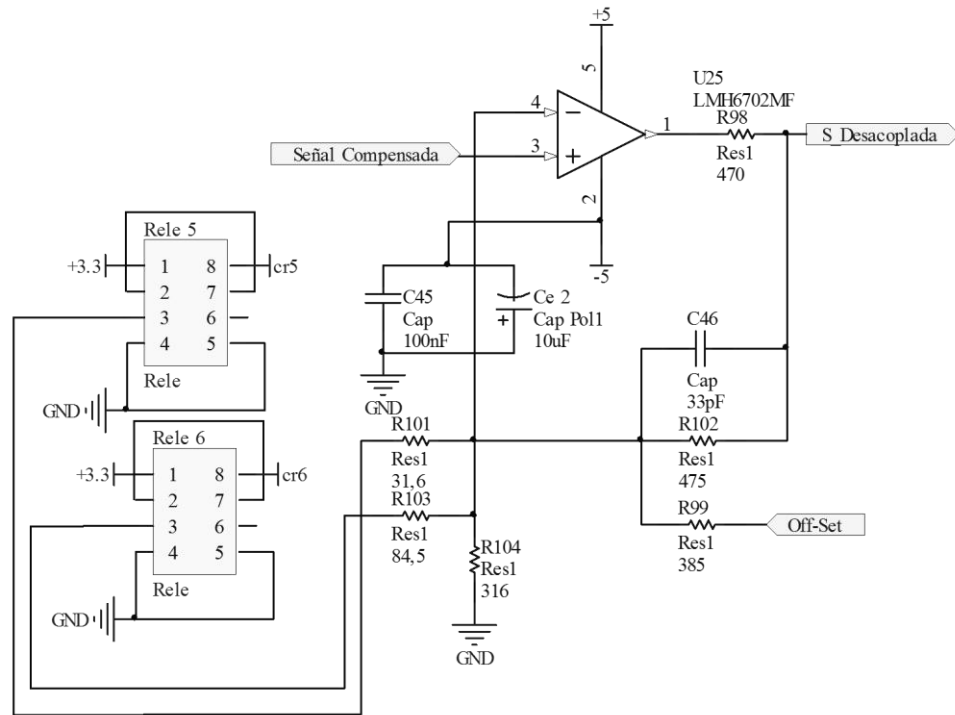 +5
5
U25
LMH6702MF
4
1
R98
Señal Compensada
3
S_Desacoplada
Res1
470
2
-5
Rele 5
+3.3
1 8
cr5
2 7
3 6
4 5
Rele
GND
C45
Cap
100nF
Ce 2
Cap Pol1
10uF
GND
C46
Cap
33pF
R101
Res1
31,6
R102
Res1
475
Rele 6
+3.3
1 8
cr6
2 7
3 6
4 5
Rele
GND
R103
Res1
84,5
R99
Res1
385
Off-Set
R104
Res1
316
GND